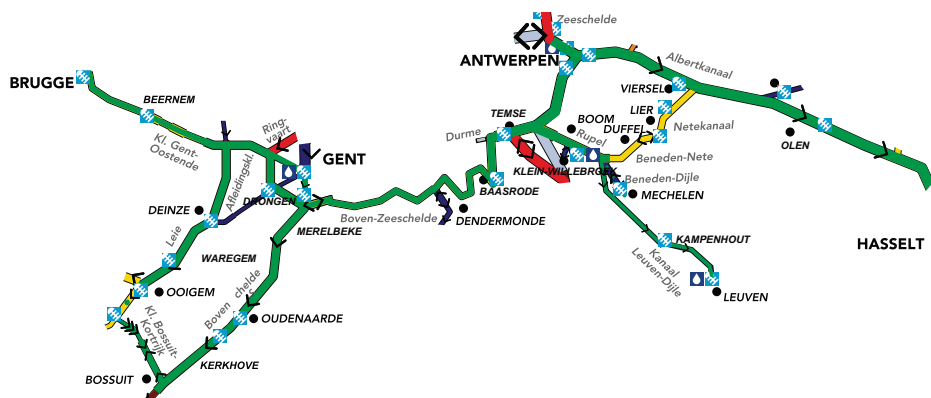 Zeeschelde
ANTWERPEN
Albertkanaal
BRUGGE
VIERSEL
BEERNEM
LIER
TEMSE
BOOM
DUFFEL
Netekanaal
Ring-
vaart
Durme
Rupel
OLEN
Kl. Gent-
Oostende
GENT
Beneden-Nete
KLEIN-WILLEBROEK
Afleidingskl.
Beneden-Dijle
BAASRODE
MECHELEN
DRONGEN
DEINZE
Boven-Zeeschelde
DENDERMONDE
MERELBEKE
Leie
KAMPENHOUT
HASSELT
WAREGEM
Kanaal
Leuven-Dijle
OOIGEM
LEUVEN
Boven chelde
OUDENAARDE
Kl. Bossuit-
Kortrijk
KERKHOVE
BOSSUIT